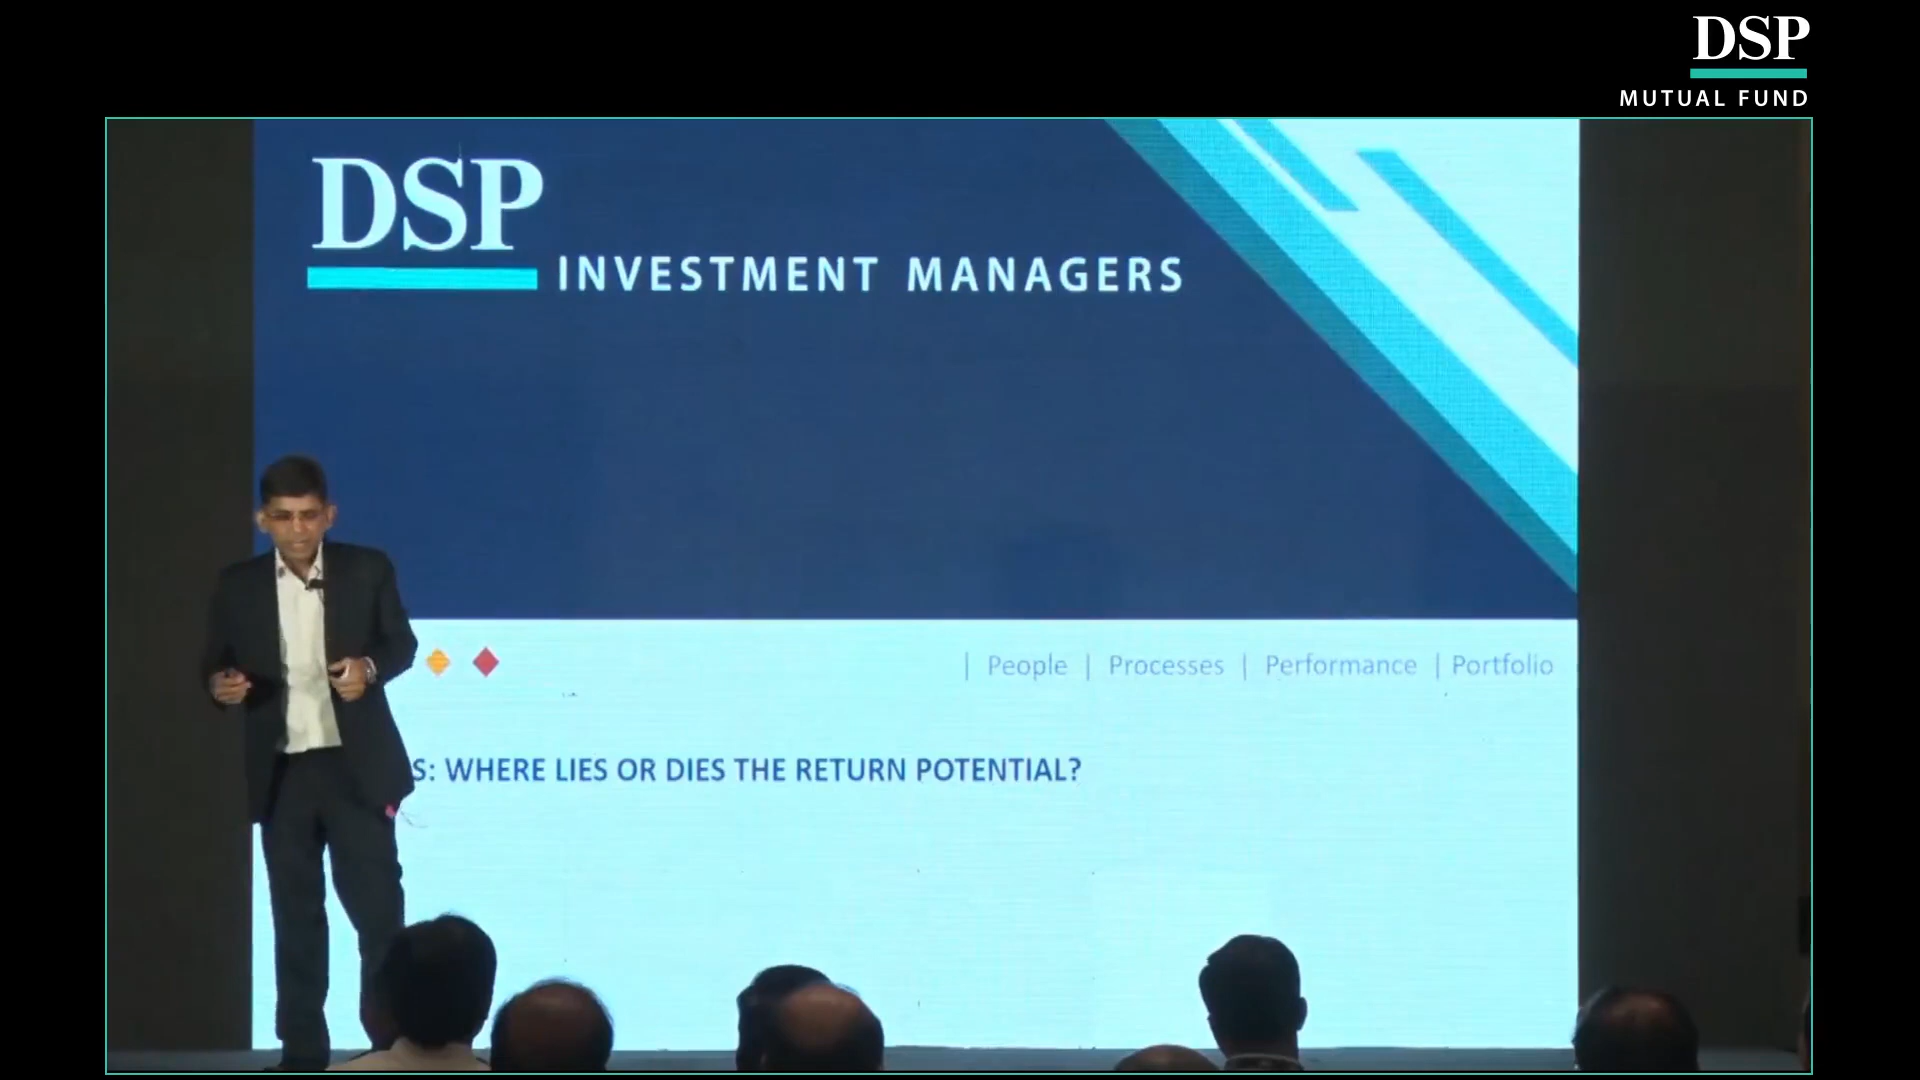 DSP
MUTUAL FUND
DSP
INVESTMENT MANAGERS
| People | Processes | Performance | Portfolio
S: WHERE LIES OR DIES THE RETURN POTENTIAL?